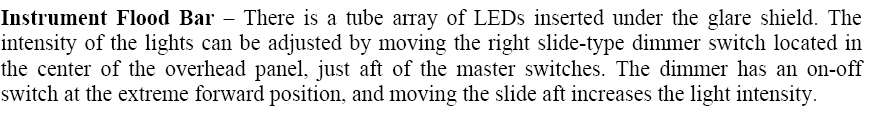 Instrument Flood Bar – There is a tube array of LEDs inserted under the glare shield. The
intensity of the lights can be adjusted by moving the right slide-type dimmer switch located in
the center of the overhead panel, just aft of the master switches. The dimmer has an on-off
switch at the extreme forward position, and moving the slide aft increases the light intensity.